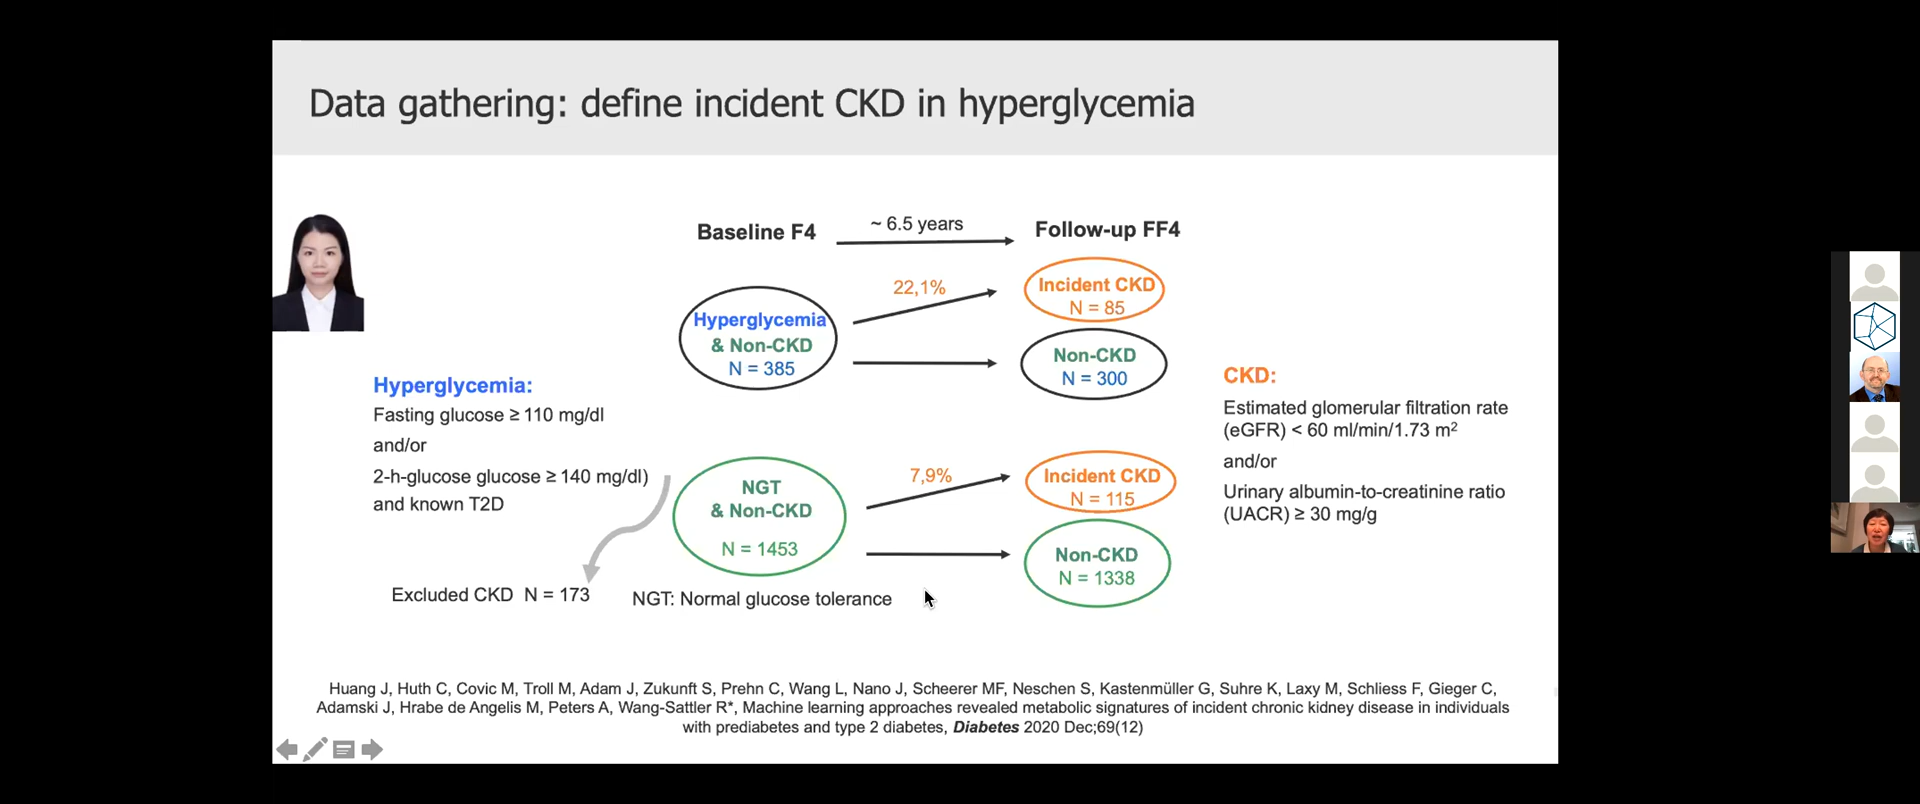 Data gathering: define incident CKD in hyperglycemia
Baseline F4
~ 6.5 years
Follow-up FF4
22,1%
Hyperglycemia
& Non-CKD
N = 385
Incident CKD
N = 85
Non-CKD
N = 300
Hyperglycemia:
Fasting glucose ≥ 110 mg/dl
and/or
2-h-glucose glucose ≥ 140 mg/dl)
and known T2D
CKD:
Estimated glomerular filtration rate
(eGFR) < 60 ml/min/1.73 m²
and/or
Urinary albumin-to-creatinine ratio
(UACR) ≥ 30 mg/g
NGT
& Non-CKD
N = 1453
7,9%
Incident CKD
N = 115
Non-CKD
N = 1338
Excluded CKD N = 173
NGT: Normal glucose tolerance
Huang J, Huth C, Covic M, Troll M, Adam J, Zukunft S, Prehn C, Wang L, Nano J, Scheerer MF, Neschen S, Kastenmüller G, Suhre K, Laxy M, Schliess F, Gieger C,
Adamski J, Hrabe de Angelis M, Peters A, Wang-Sattler R*, Machine learning approaches revealed metabolic signatures of incident chronic kidney disease in individuals
with prediabetes and type 2 diabetes, Diabetes 2020 Dec;69(12)